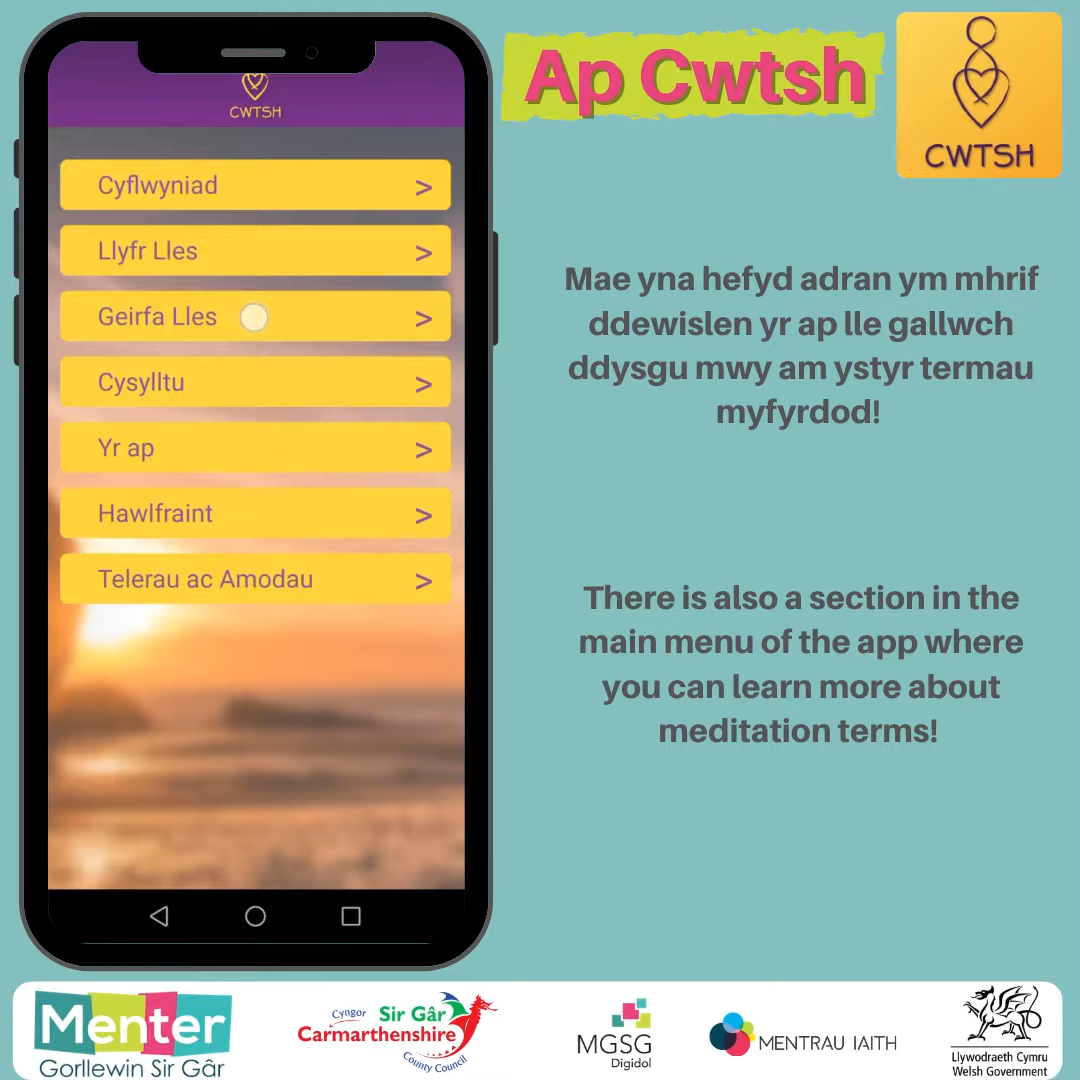 CWTSH
Cyflwyniad >
Llyfr Lles >
Geirfa Lles >
Cysylltu >
Yr ap >
Hawlfraint >
Telerau ac Amodau >
Ap Cwtsh
CWTSH
Mae yna hefyd adran ym mhrif
ddewislen yr ap lle gallwch
ddysgu mwy am ystyr termau
myfyrdod!
There is also a section in the
main menu of the app where
you can learn more about
meditation terms!
Menter
Gorllewin Sir Gâr
Cyngor Sir Gâr
Carmarthenshire
County Council
MGSG
Digidol
MENTRAU IAITH
Llywodraeth Cymru
Welsh Government